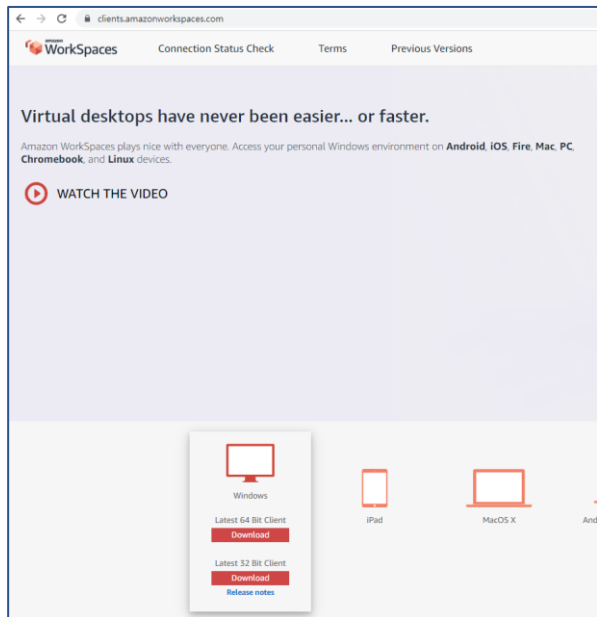 clients.amazonworkspaces.com
amazon
WorkSpaces Connection Status Check Terms Previous Versions
Virtual desktops have never been easier... or faster.
Amazon WorkSpaces plays nice with everyone. Access your personal Windows environment on Android, iOS, Fire, Mac, PC,
Chromebook, and Linux devices.
WATCH THE VIDEO
Windows
Latest 64 Bit Client
Download
Latest 32 Bit Client
Download
Release notes
iPad
MacOS X
And